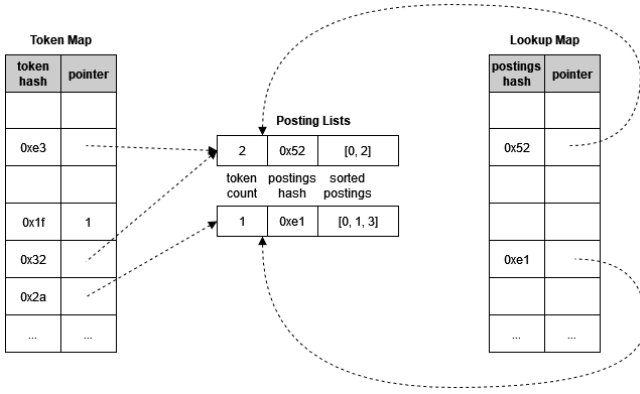 Token Map
token hash pointer
0xe3
0x1f 1
0x32
0x2a
... ...
Posting Lists
2 0x52 [0, 2]
token count postings hash sorted postings
1 0xe1 [0, 1, 3]
Lookup Map
postings hash pointer
0x52
0xe1
... ...